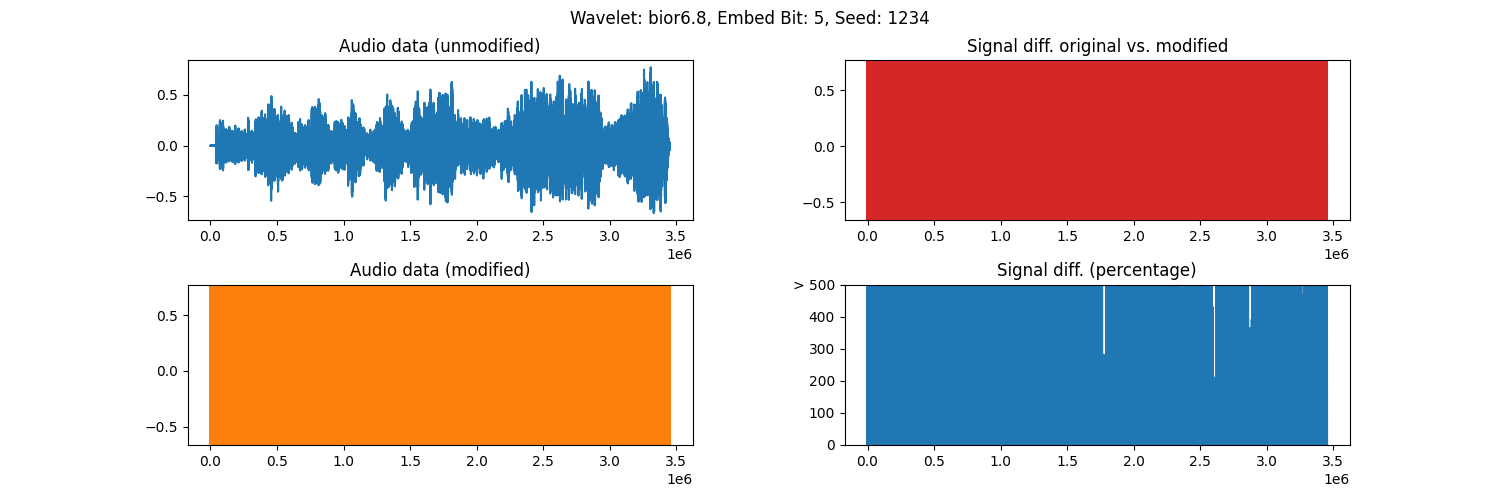 Wavelet: bior6.8, Embed Bit: 5, Seed: 1234
Audio data (unmodified)
0.5
0.0
−0.5
0.0 0.5 1.0 1.5 2.0 2.5 3.0 3.5
1e6
Signal diff. original vs. modified
0.5
0.0
−0.5
0.0 0.5 1.0 1.5 2.0 2.5 3.0 3.5
1e6
Audio data (modified)
0.5
0.0
−0.5
0.0 0.5 1.0 1.5 2.0 2.5 3.0 3.5
1e6
Signal diff. (percentage)
> 500
400
300
200
100
0
0.0 0.5 1.0 1.5 2.0 2.5 3.0 3.5
1e6